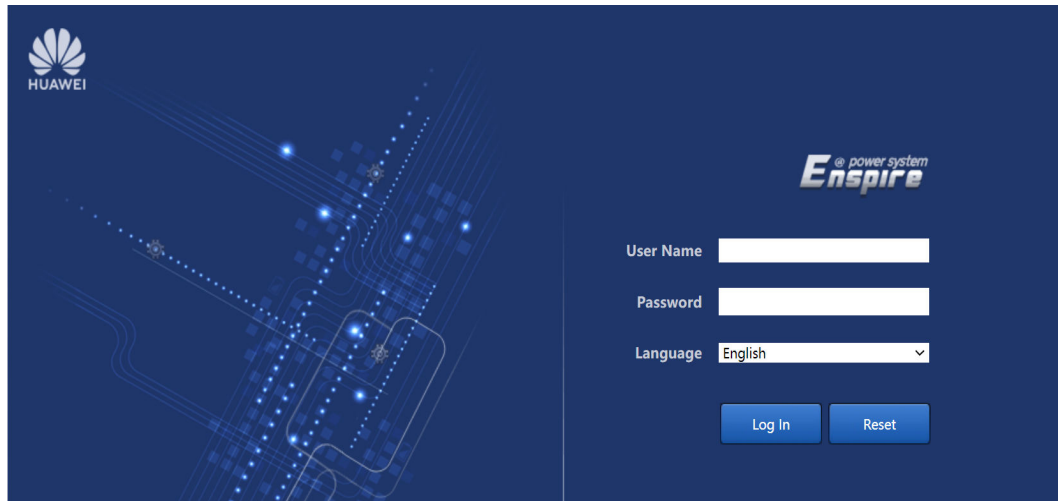 HUAWEI
Enspire @ power system
User Name
Password
Language English
Log In Reset